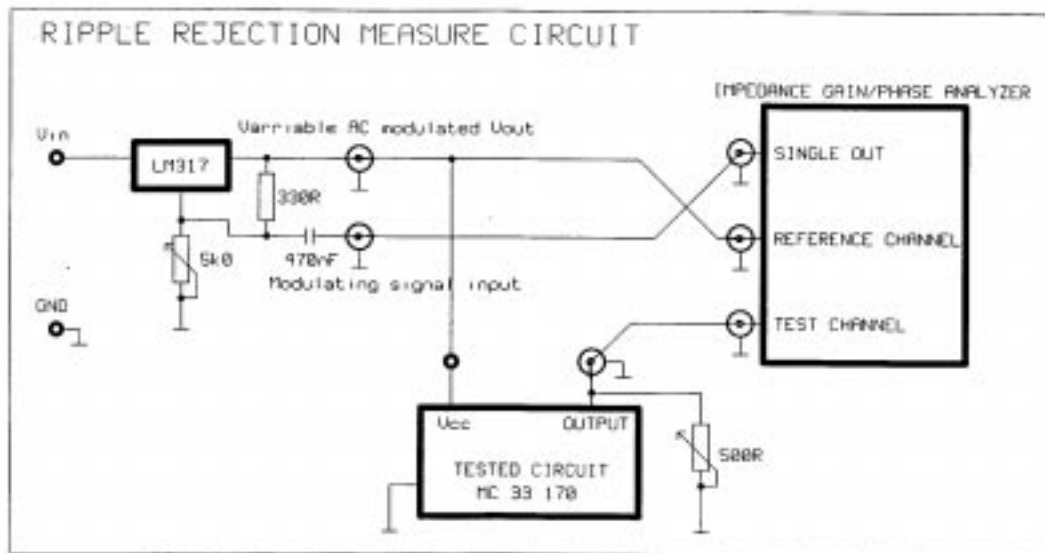 RIPPLE REJECTION MEASURE CIRCUIT
IMPEDANCE GAIN/PHASE ANALYZER
Vin
Varriable AC modulated Vout
LM317
SINGLE OUT
330R
REFERENCE CHANNEL
5k0
470nF
Modulating signal input
GND
TEST CHANNEL
Vcc
OUTPUT
500R
TESTED CIRCUIT
MC 33 170